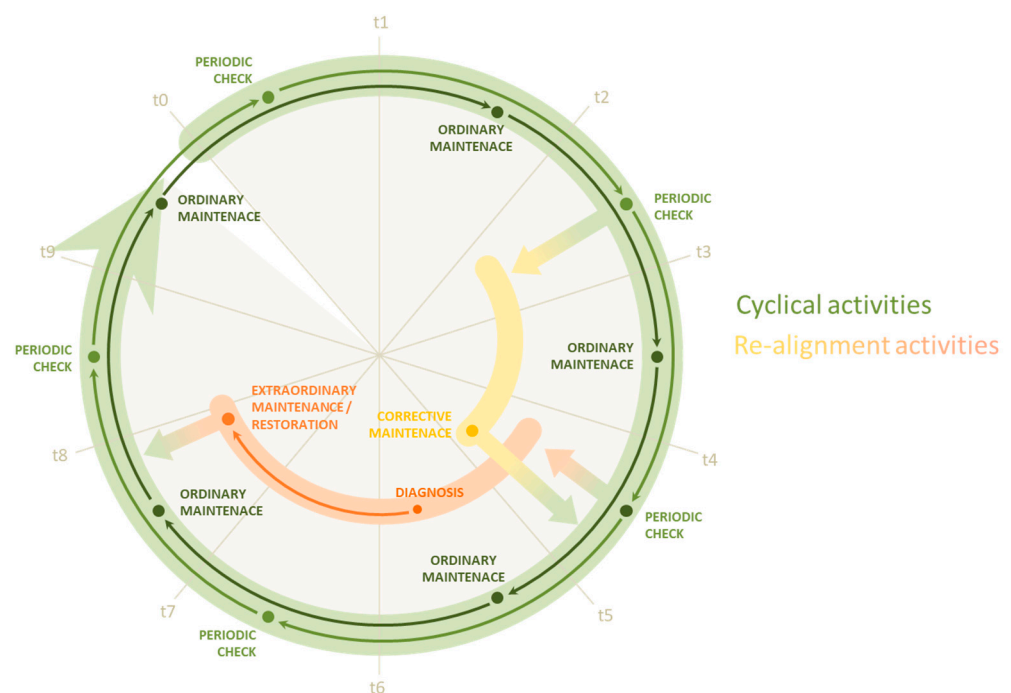 t1
PERIODIC
CHECK
t0
t2
ORDINARY
MAINTENACE
ORDINARY
MAINTENACE
PERIODIC
CHECK
t9
t3
Cyclical activities
Re-alignment activities
PERIODIC
CHECK
ORDINARY
MAINTENACE
EXTRAORDINARY
MAINTENANCE/
RESTORATION
CORRECTIVE
MAINTENACE
t8
t4
DIAGNOSIS
ORDINARY
MAINTENACE
PERIODIC
CHECK
ORDINARY
MAINTENACE
t7
t5
PERIODIC
CHECK
t6